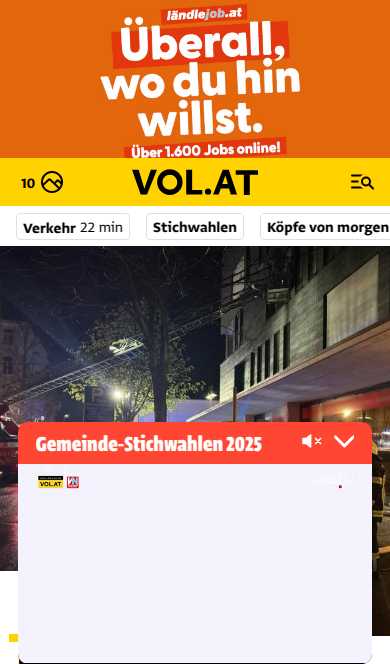 ländlejob.at
Überall,
wo du hin
willst.
Über 1.600 Jobs online!
10
VOL.AT
Verkehr 22 min
Stichwahlen
Köpfe von morgen
Gemeinde-Stichwahlen 2025
VOL.AT